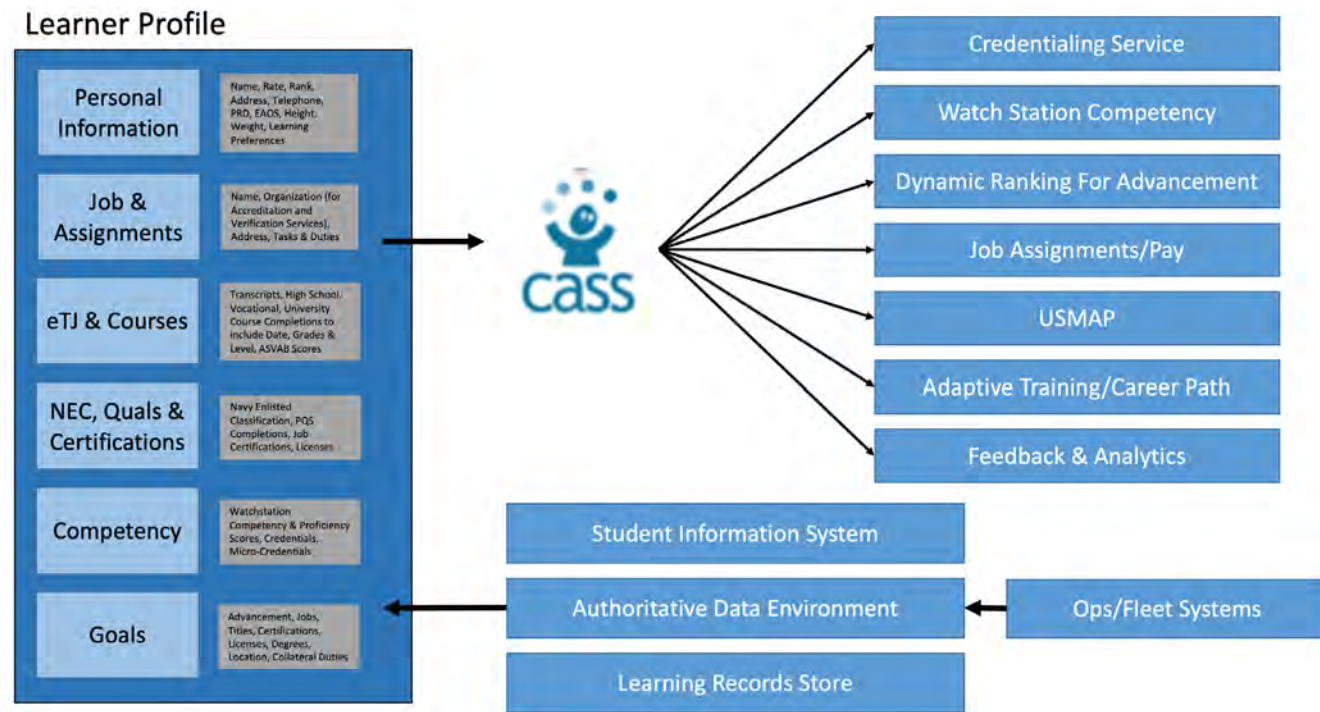 Learner Profile
Personal
Information
Name, Rate, Rank,
Address, Telephone,
PRD, EAOS, Height,
Weight, Learning
Preferences
Job &
Assignments
Name, Organization (for
Accreditation and
Verification Services),
Address, Tasks & Duties
eTJ & Courses
Transcripts, High School,
Vocational, University
Course Completions to
include Date, Grades &
Level, ASVAB Scores
NEC, Quals &
Certifications
Navy Enlisted
Classification, PQS
Completions, Job
Certifications, Licenses
Competency
Watchstation
Competency & Proficiency
Scores, Credentials,
Micro-Credentials
Goals
Advancement, Jobs,
Titles, Certifications,
Licenses, Degrees,
Location, Collateral Duties
cass
Credentialing Service
Watch Station Competency
Dynamic Ranking For Advancement
Job Assignments/Pay
USMAP
Adaptive Training/Career Path
Feedback & Analytics
Student Information System
Authoritative Data Environment
Ops/Fleet Systems
Learning Records Store